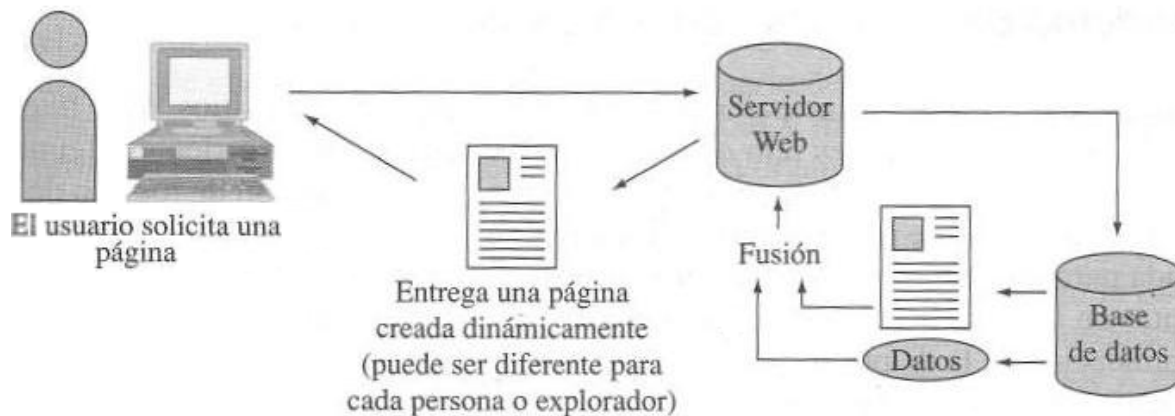 El usuario solicita una
página
Servidor
Web
Entrega una página
creada dinámicamente
(puede ser diferente para
cada persona o explorador)
Fusión
Datos
Base
de datos